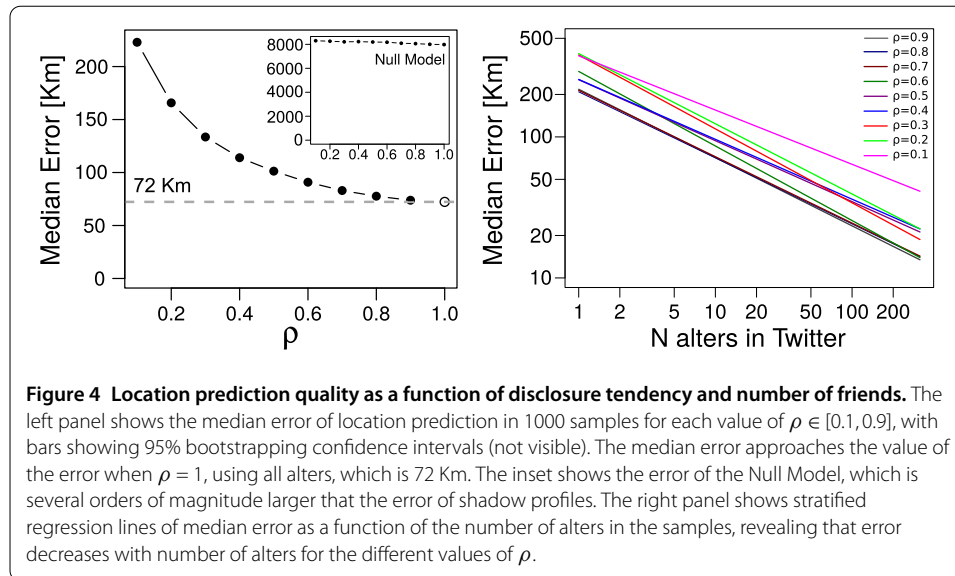 200
150
100
50
0
Median Error [Km]
72 Km
0.2 0.4 0.6 0.8 1.0
ρ
8000
6000
4000
2000
0
Null Model
0.2 0.4 0.6 0.8 1.0
500
200
100
50
20
10
Median Error [Km]
1 2 5 10 20 50 100 200
N alters in Twitter
ρ=0.9
ρ=0.8
ρ=0.7
ρ=0.6
ρ=0.5
ρ=0.4
ρ=0.3
ρ=0.2
ρ=0.1
Figure 4 Location prediction quality as a function of disclosure tendency and number of friends. The
left panel shows the median error of location prediction in 1000 samples for each value of ρ ∈ [0.1, 0.9], with
bars showing 95% bootstrapping confidence intervals (not visible). The median error approaches the value of
the error when ρ = 1, using all alters, which is 72 Km. The inset shows the error of the Null Model, which is
several orders of magnitude larger that the error of shadow profiles. The right panel shows stratified
regression lines of median error as a function of the number of alters in the samples, revealing that error
decreases with number of alters for the different values of ρ.